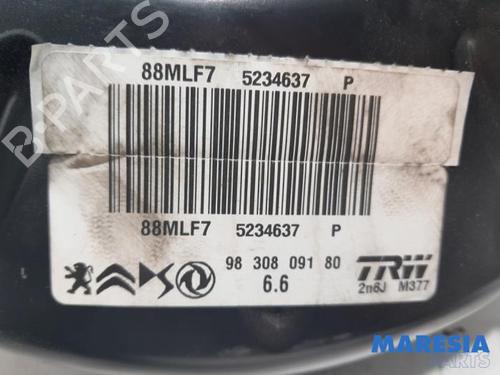 88MLF7 5234637 P
88MLF7 5234637 P
98 308 091 80
6.6
TRW
2n6J M377
B-PARTS
MARESIA
PARTS